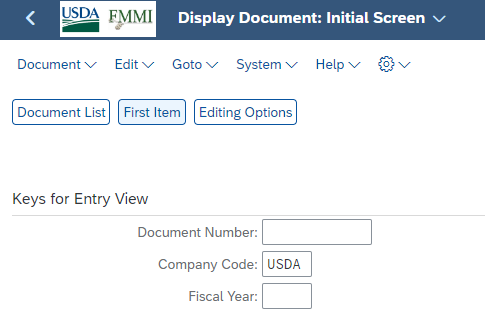 USDA FMMI Display Document: Initial Screen
Document Edit Goto System Help
Document List First Item Editing Options
Keys for Entry View
Document Number:
Company Code: USDA
Fiscal Year: